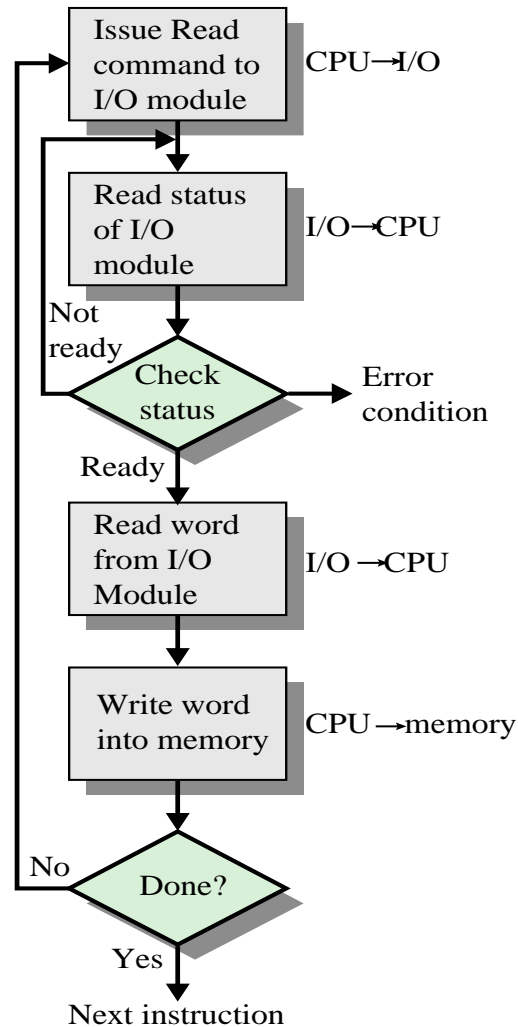 Issue Read
command to
I/O module
CPU→I/O
Read status
of I/O
module
I/O→CPU
Not
ready
Check
status
Error
condition
Ready
Read word
from I/O
Module
I/O →CPU
Write word
into memory
CPU →memory
No
Done?
Yes
Next instruction